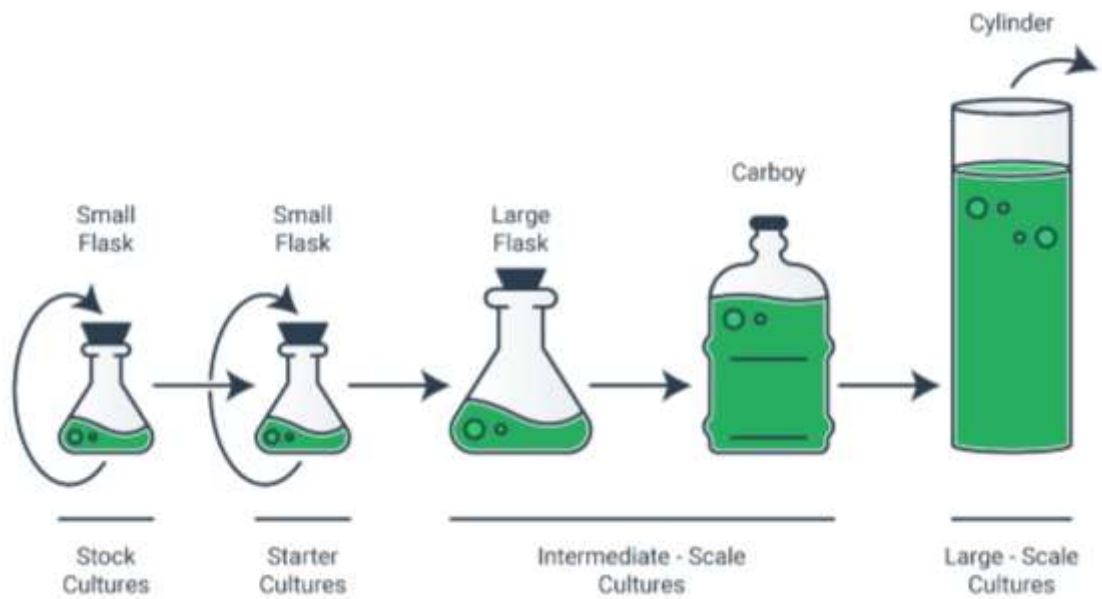 Cylinder
Carboy
Small
Flask
Small
Flask
Large
Flask
Stock
Cultures
Starter
Cultures
Intermediate - Scale
Cultures
Large - Scale
Cultures